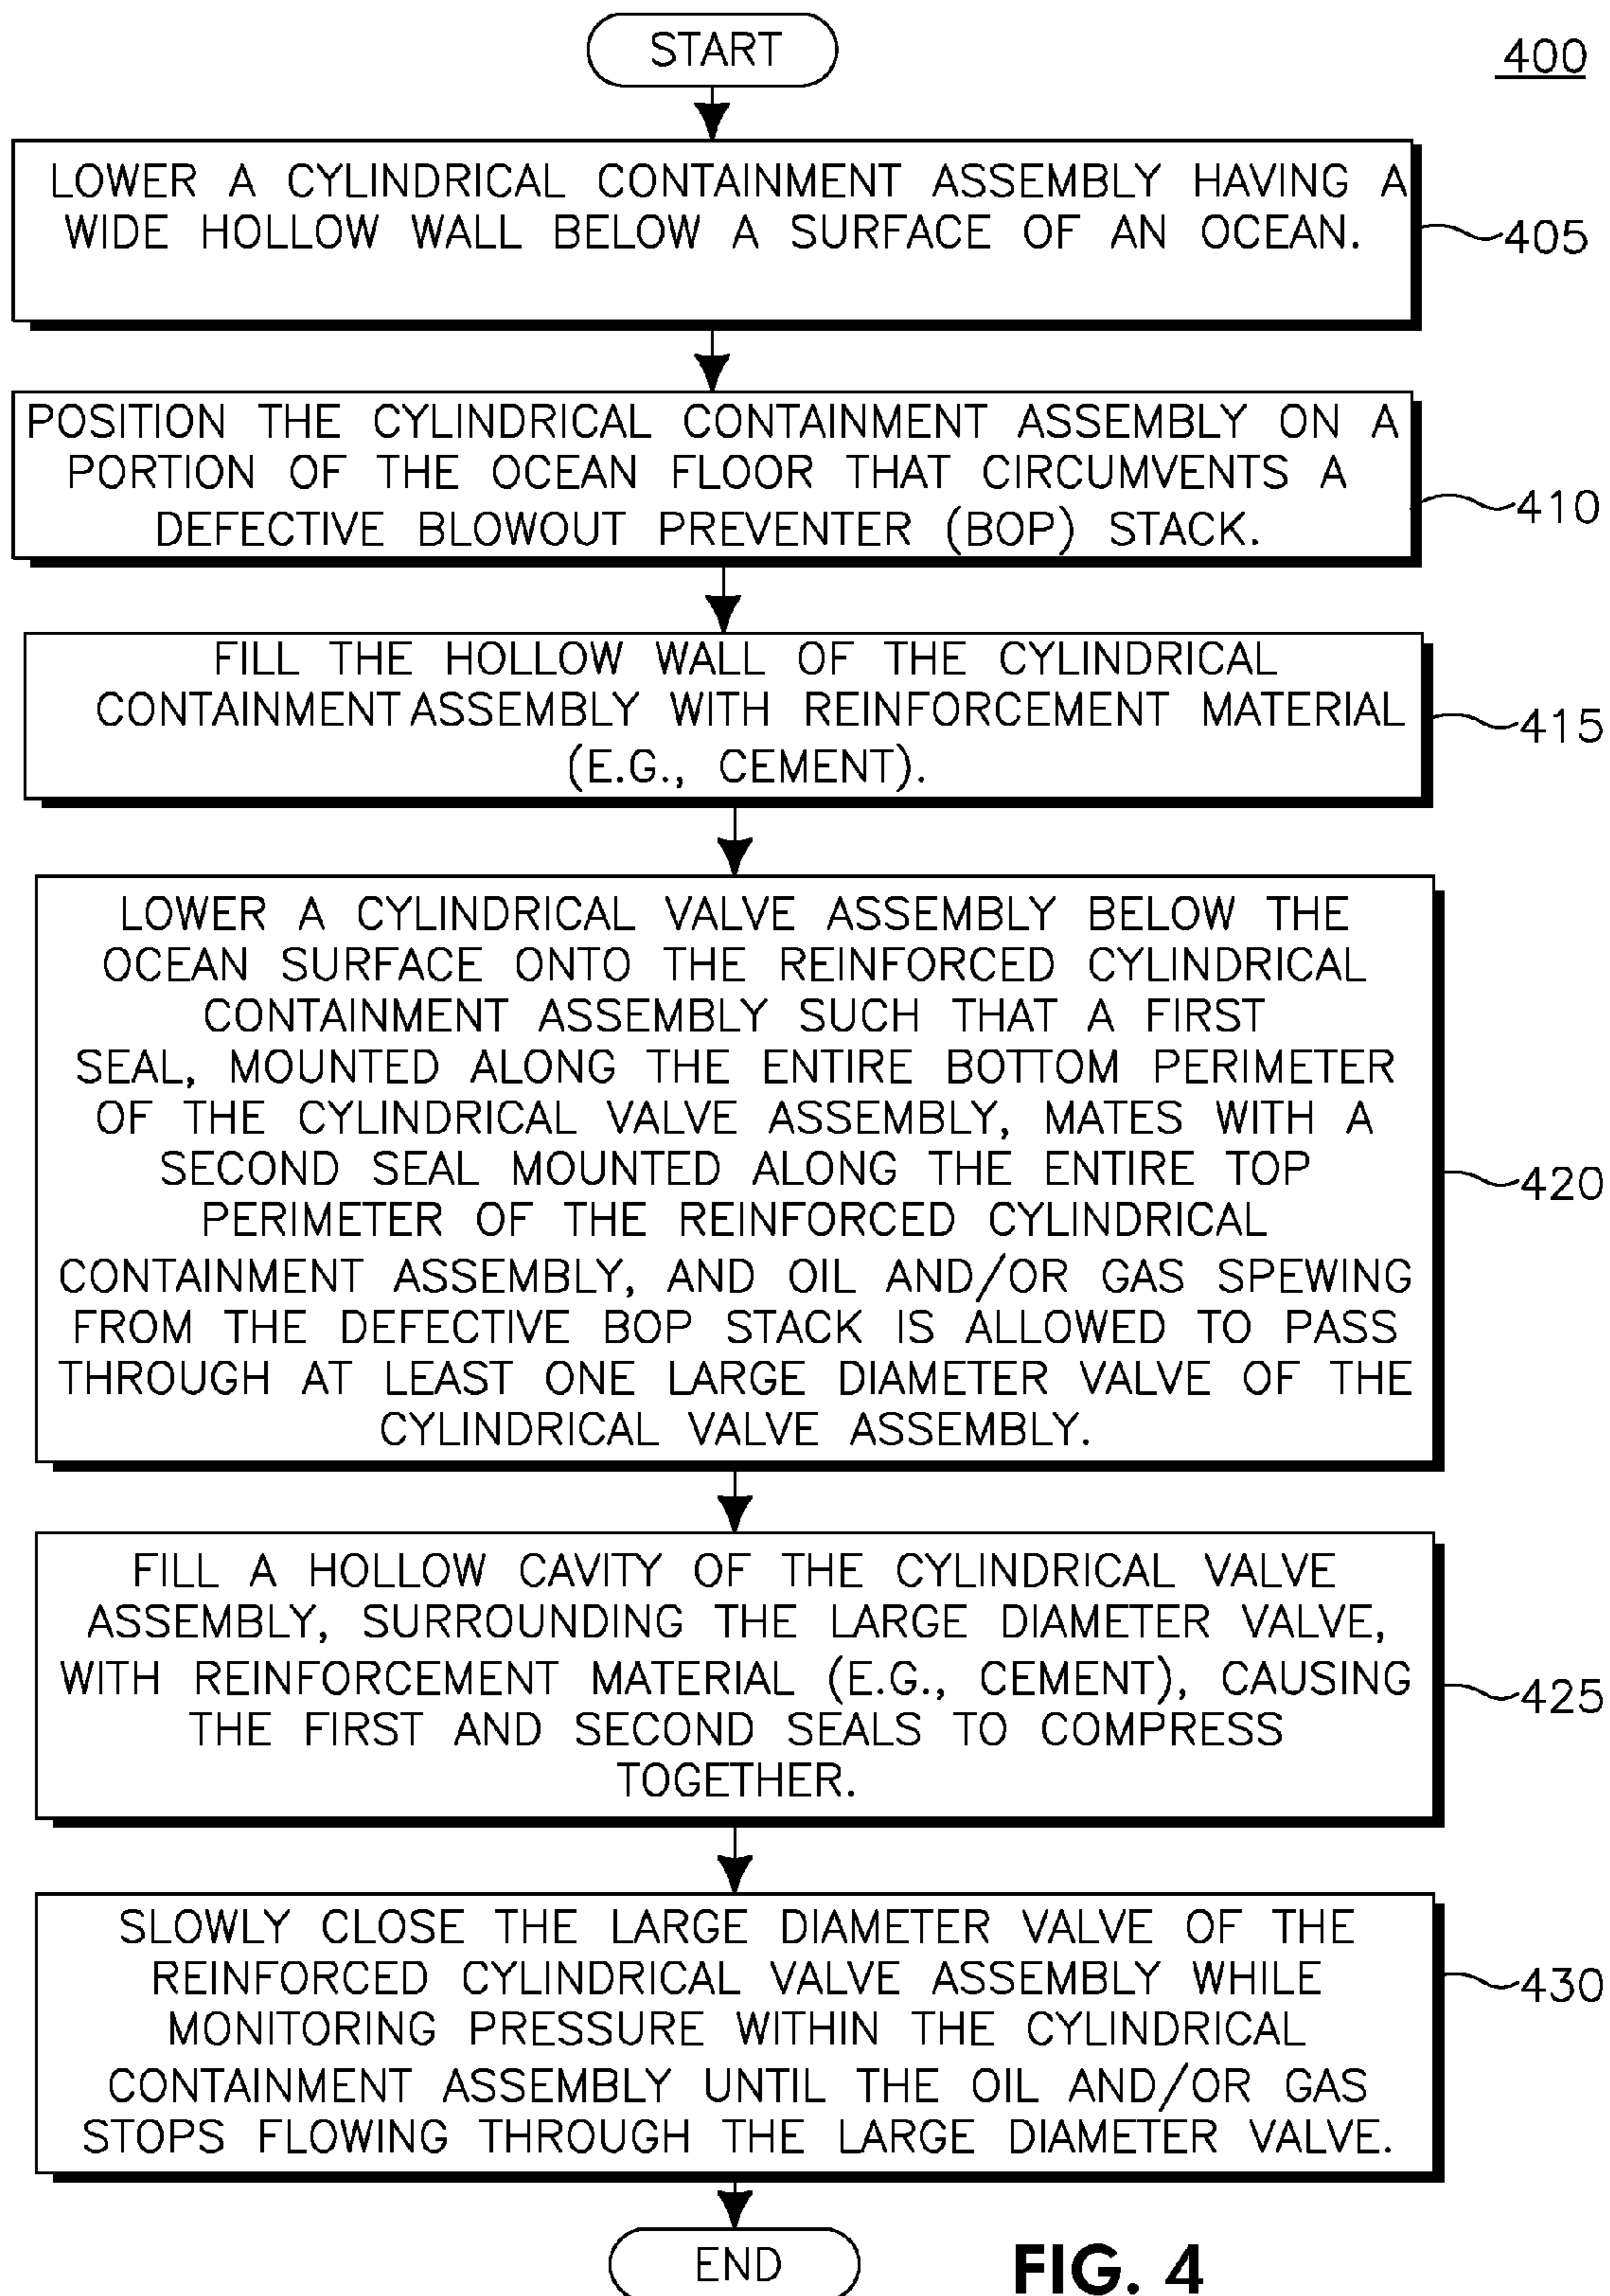 START
400
LOWER A CYLINDRICAL CONTAINMENT ASSEMBLY HAVING A
WIDE HOLLOW WALL BELOW A SURFACE OF AN OCEAN.
405
POSITION THE CYLINDRICAL CONTAINMENT ASSEMBLY ON A
PORTION OF THE OCEAN FLOOR THAT CIRCUMVENTS A
DEFECTIVE BLOWOUT PREVENTER (BOP) STACK.
410
FILL THE HOLLOW WALL OF THE CYLINDRICAL
CONTAINMENT ASSEMBLY WITH REINFORCEMENT MATERIAL
(E.G., CEMENT).
415
LOWER A CYLINDRICAL VALVE ASSEMBLY BELOW THE
OCEAN SURFACE ONTO THE REINFORCED CYLINDRICAL
CONTAINMENT ASSEMBLY SUCH THAT A FIRST
SEAL, MOUNTED ALONG THE ENTIRE BOTTOM PERIMETER
OF THE CYLINDRICAL VALVE ASSEMBLY, MATES WITH A
SECOND SEAL MOUNTED ALONG THE ENTIRE TOP
PERIMETER OF THE REINFORCED CYLINDRICAL
CONTAINMENT ASSEMBLY, AND OIL AND/OR GAS SPEWING
FROM THE DEFECTIVE BOP STACK IS ALLOWED TO PASS
THROUGH AT LEAST ONE LARGE DIAMETER VALVE OF THE
CYLINDRICAL VALVE ASSEMBLY.
420
FILL A HOLLOW CAVITY OF THE CYLINDRICAL VALVE
ASSEMBLY, SURROUNDING THE LARGE DIAMETER VALVE,
WITH REINFORCEMENT MATERIAL (E.G., CEMENT), CAUSING
THE FIRST AND SECOND SEALS TO COMPRESS
TOGETHER.
425
SLOWLY CLOSE THE LARGE DIAMETER VALVE OF THE
REINFORCED CYLINDRICAL VALVE ASSEMBLY WHILE
MONITORING PRESSURE WITHIN THE CYLINDRICAL
CONTAINMENT ASSEMBLY UNTIL THE OIL AND/OR GAS
STOPS FLOWING THROUGH THE LARGE DIAMETER VALVE.
430
END
FIG. 4